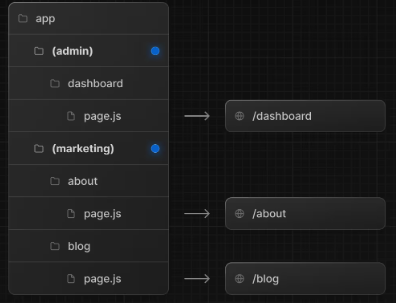 app
(admin)
dashboard
page.js
/dashboard
(marketing)
about
page.js
/about
blog
page.js
/blog